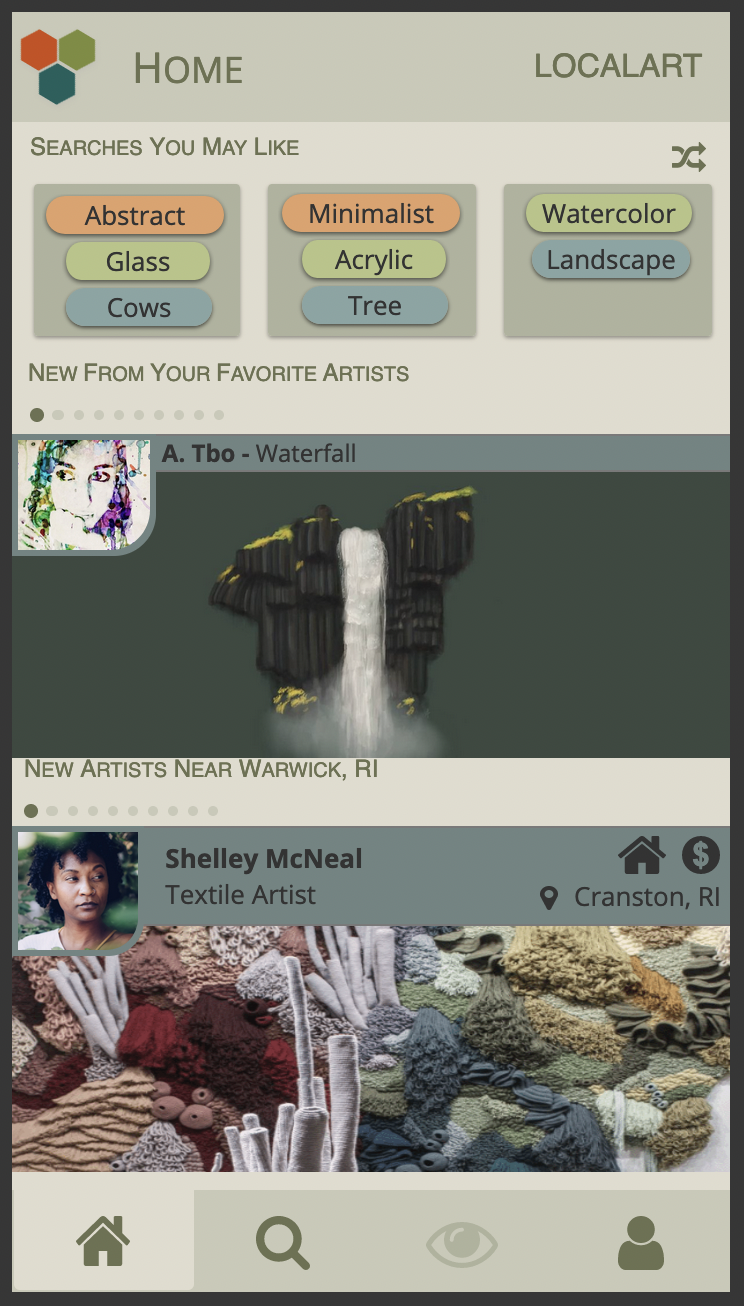 Home
LOCALART
Searches You May Like
Abstract
Glass
Cows
Minimalist
Acrylic
Tree
Watercolor
Landscape
New From Your Favorite Artists
A. Tbo - Waterfall
New Artists Near Warwick, RI
Shelley McNeal
Textile Artist
$
Cranston, RI